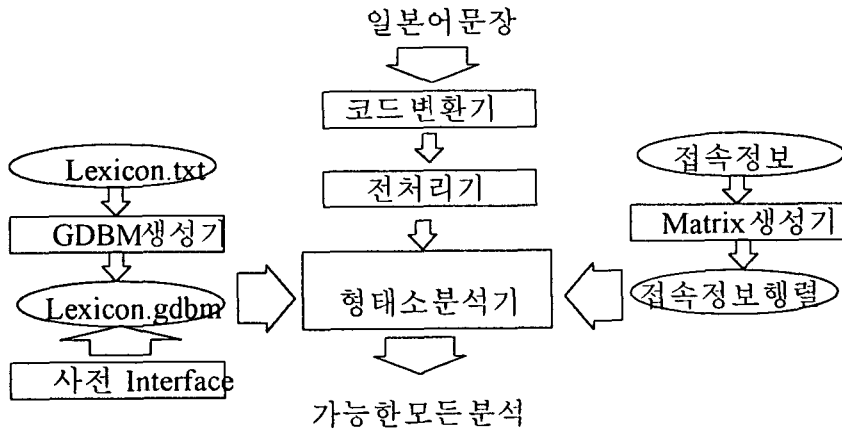 일본어문장
코드변환기
Lexicon.txt
전처리기
접속정보
GDBM생성기
Matrix생성기
Lexicon.gdbm
형태소분석기
접속정보행렬
사전 Interface
가능한모든분석